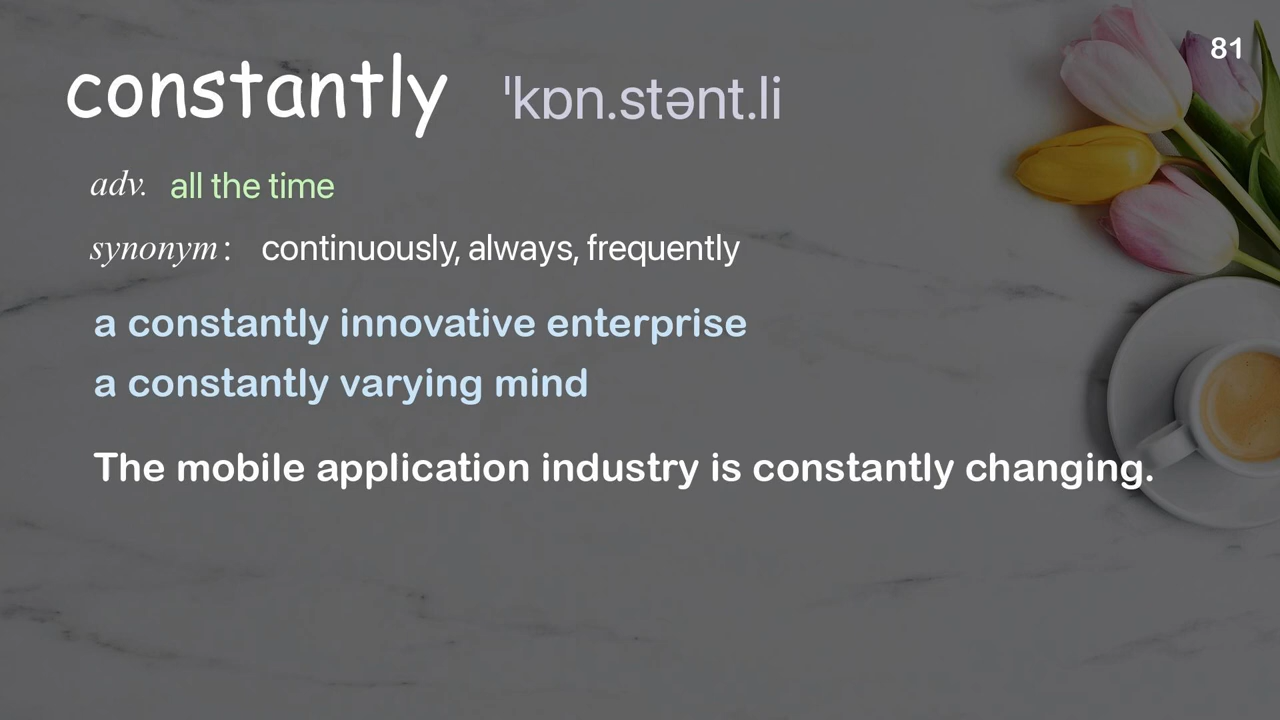 81
constantly ˈkɒn.stənt.li
adv. all the time
synonym: continuously, always, frequently
a constantly innovative enterprise
a constantly varying mind
The mobile application industry is constantly changing.